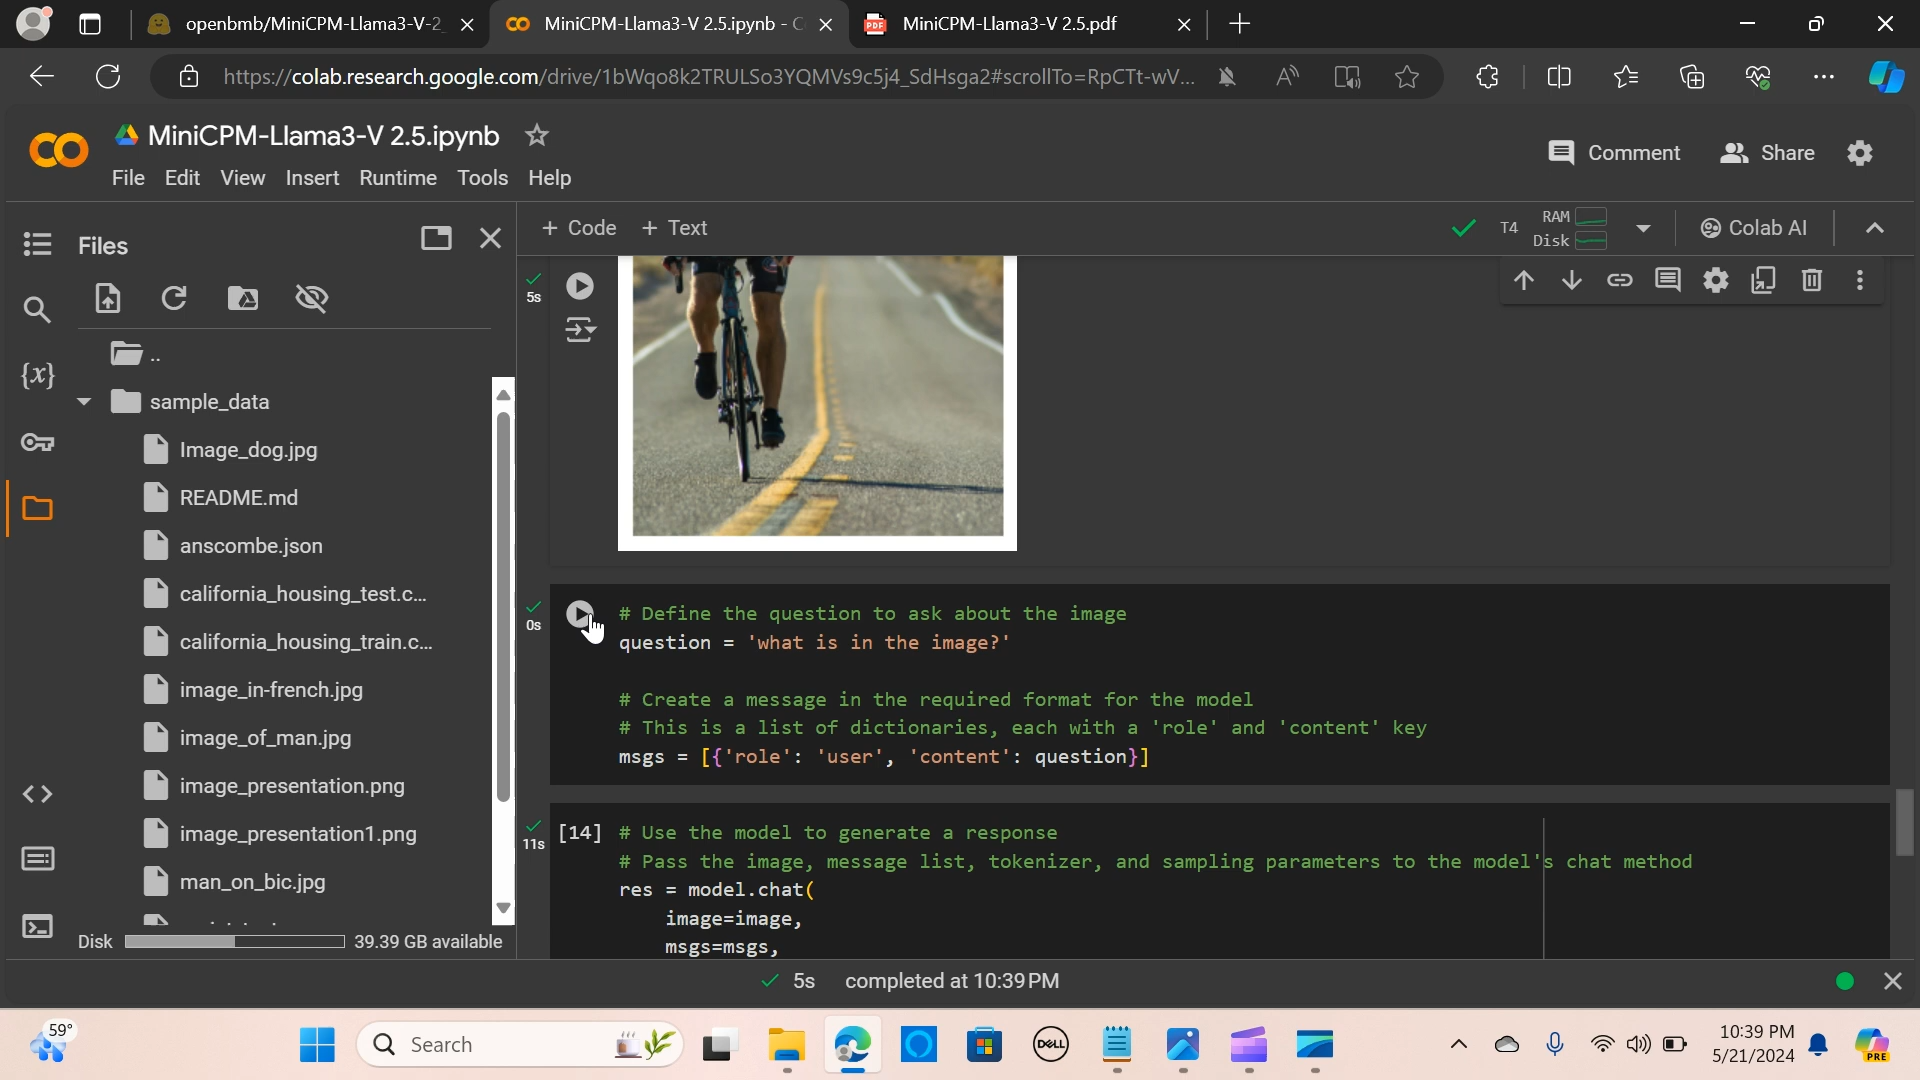 openbmb/MiniCPM-Llama3-V-2_
MiniCPM-Llama3-V 2.5.ipynb - C
PDF
MiniCPM-Llama3-V 2.5.pdf
https://colab.research.google.com/drive/1bWqo8k2TRULSo3YQMVs9c5j4_SdHsga2#scrollTo=RpCTt-wV...
MiniCPM-Llama3-V 2.5.ipynb
Comment
Share
File Edit View Insert Runtime Tools Help
Files
+ Code + Text
T4
RAM
Disk
Colab AI
5s
..
{x}
sample_data
Image_dog.jpg
README.md
anscombe.json
california_housing_test.c...
california_housing_train.c...
image_in-french.jpg
image_of_man.jpg
image_presentation.png
image_presentation1.png
man_on_bic.jpg
Disk
39.39 GB available
0s
# Define the question to ask about the image
question = 'what is in the image?'
# Create a message in the required format for the model
# This is a list of dictionaries, each with a 'role' and 'content' key
msgs = [{'role': 'user', 'content': question}]
11s
[14]
# Use the model to generate a response
# Pass the image, message list, tokenizer, and sampling parameters to the model's chat method
res = model.chat(
image=image,
msgs=msgs,
5s completed at 10:39 PM
59°
Search
DELL
10:39 PM
5/21/2024
PRE